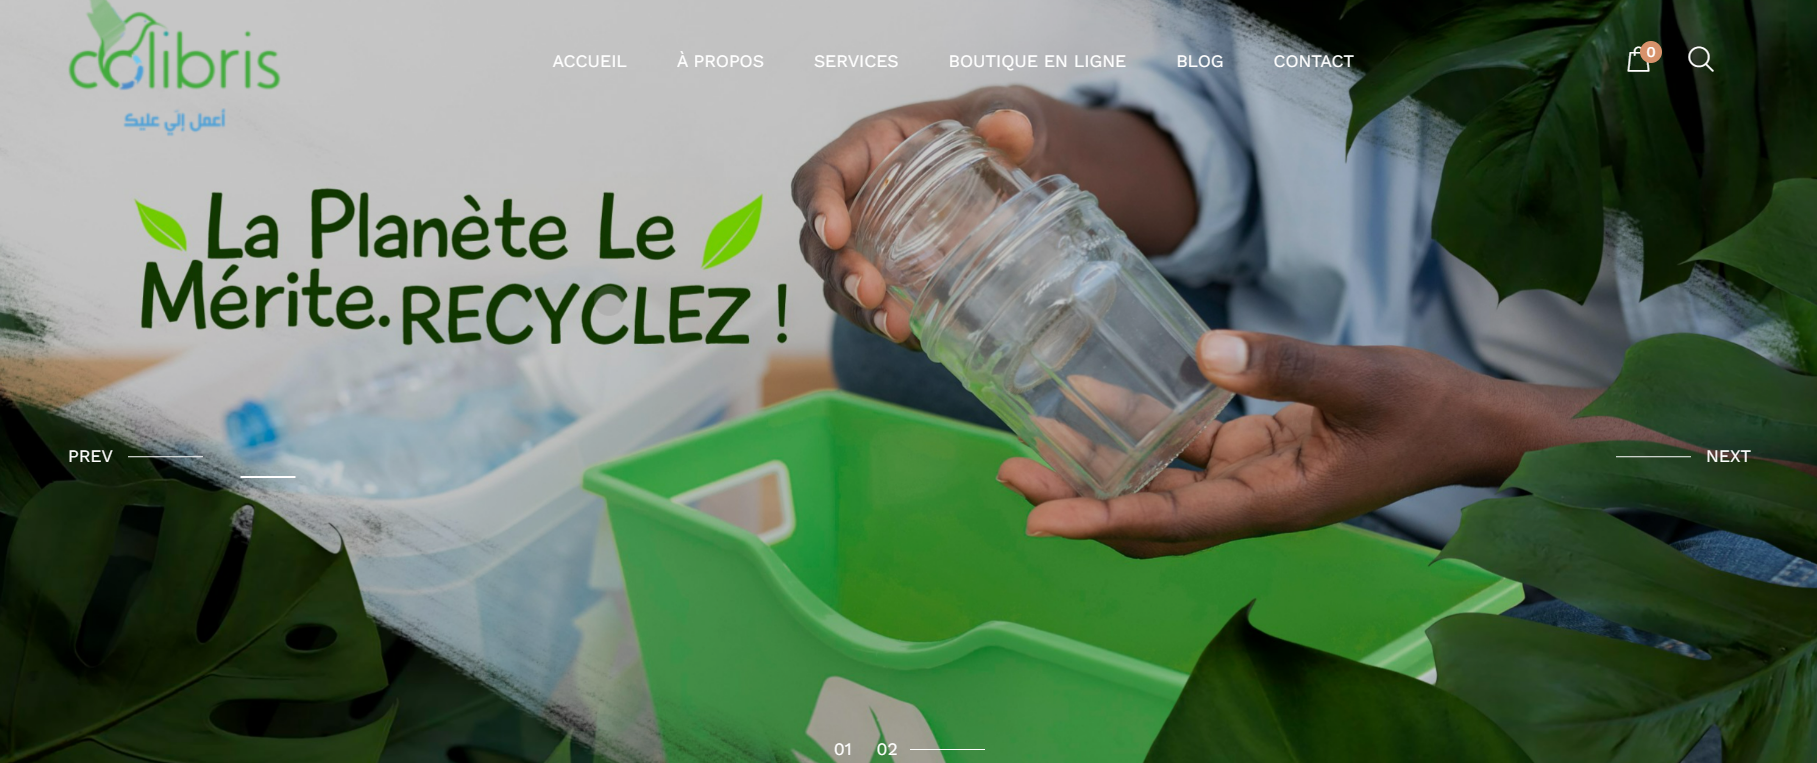 colibris
أعمل إلّي عليك
ACCUEIL
À PROPOS
SERVICES
BOUTIQUE EN LIGNE
BLOG
CONTACT
0
La Planète Le
Mérite. RECYCLEZ !
PREV
NEXT
01 02